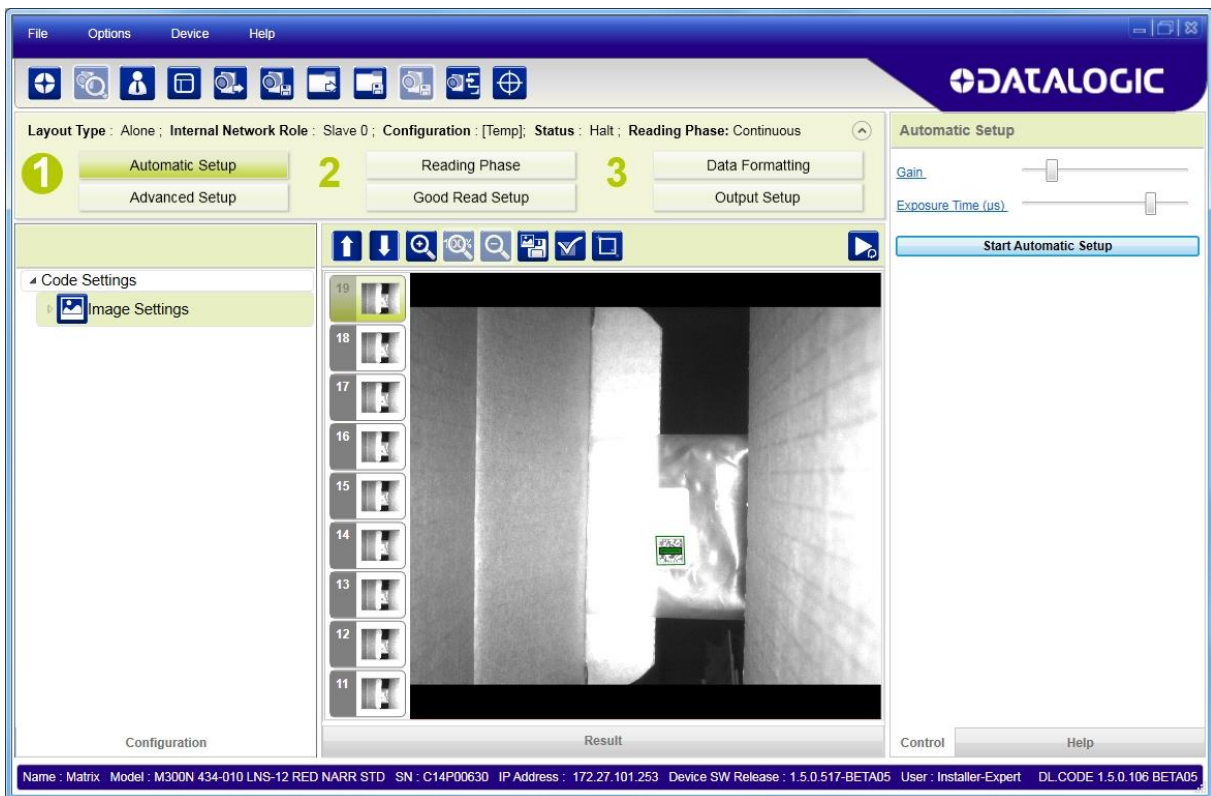 File Options Device Help
DATALOGIC
Layout Type : Alone ; Internal Network Role : Slave 0 ; Configuration : [Temp]; Status : Halt ; Reading Phase: Continuous
1 Automatic Setup
Advanced Setup
2 Reading Phase
Good Read Setup
3 Data Formatting
Output Setup
Automatic Setup
Gain
Exposure Time (µs)
Start Automatic Setup
Code Settings
Image Settings
100%
19
18
17
16
15
14
13
12
11
Configuration
Result
Control Help
Name : Matrix Model : M300N 434-010 LNS-12 RED NARR STD SN : C14P00630 IP Address : 172.27.101.253 Device SW Release : 1.5.0.517-BETA05 User : Installer-Expert DL.CODE 1.5.0.106 BETA05